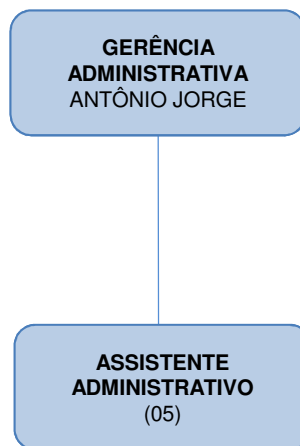 GERÊNCIA
ADMINISTRATIVA
ANTÔNIO JORGE
ASSISTENTE
ADMINISTRATIVO
(05)